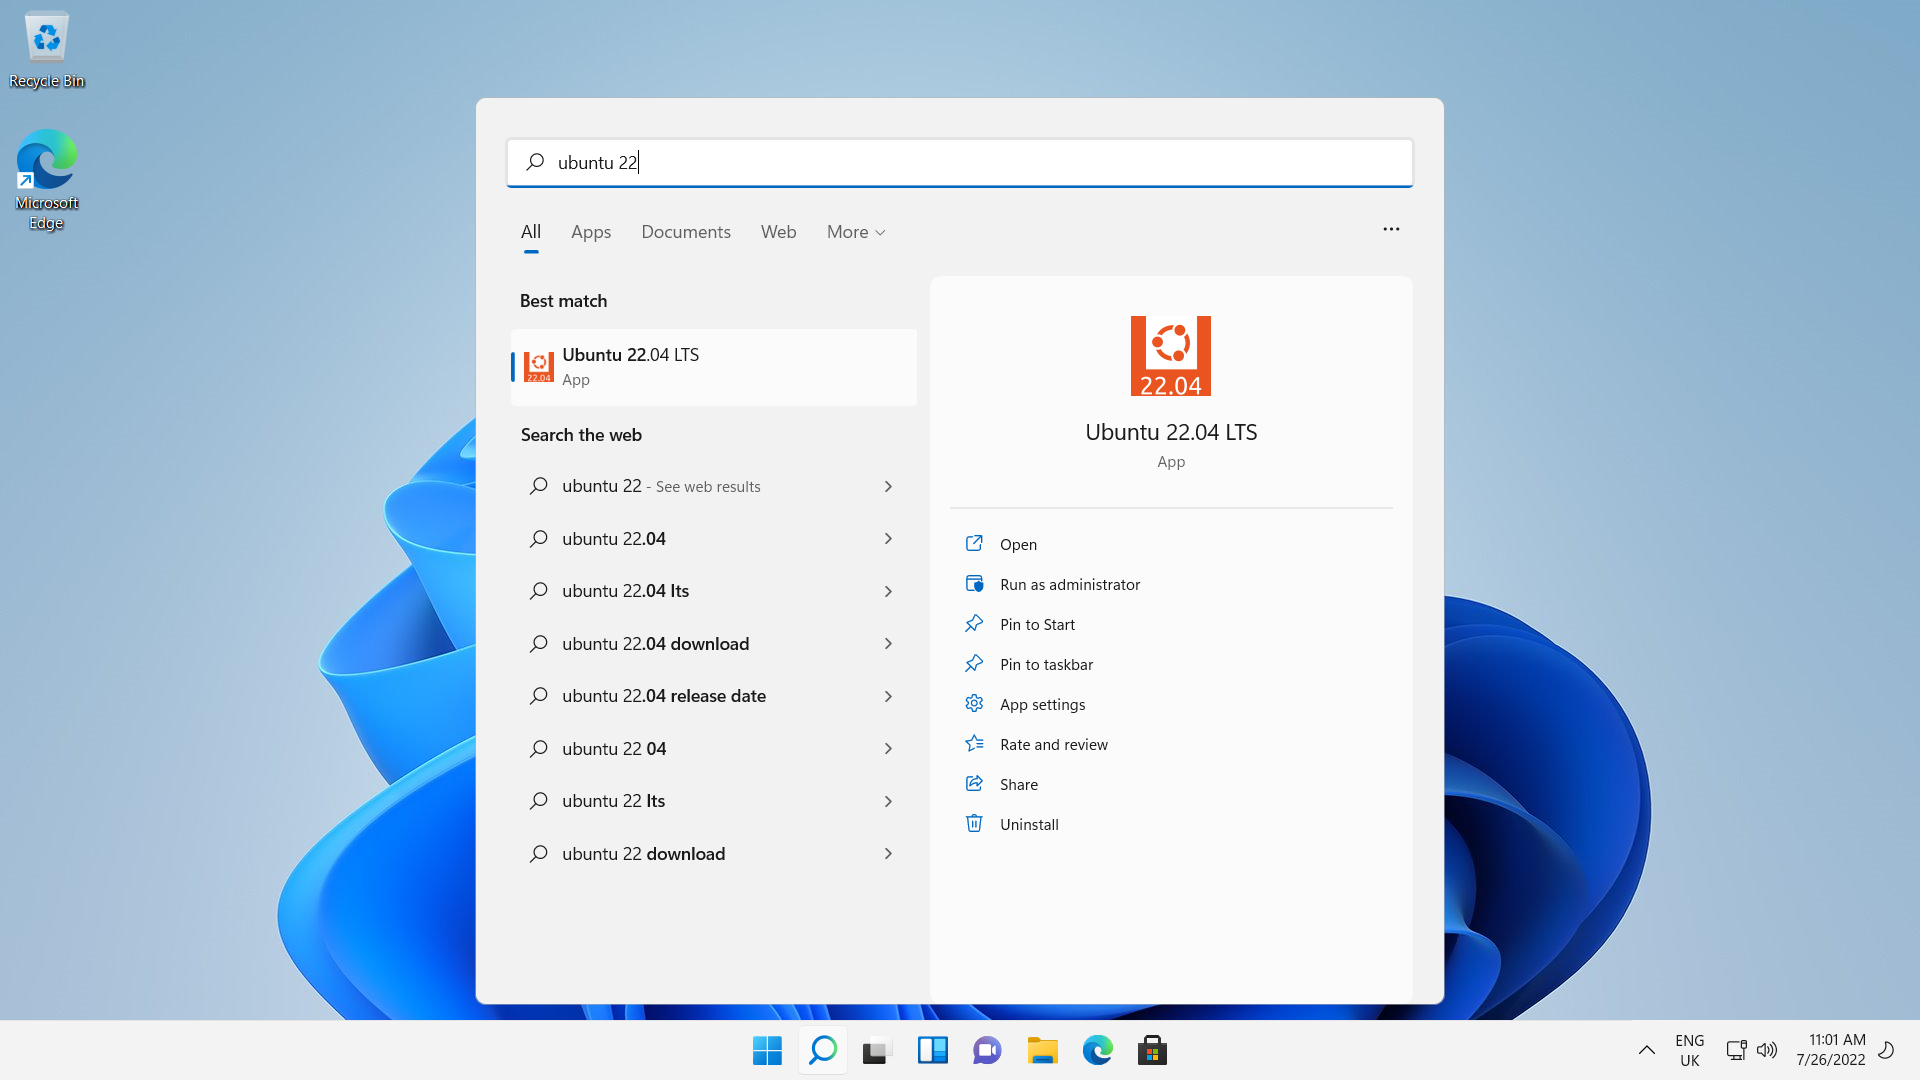 Recycle Bin
Microsoft
Edge
ubuntu 22
All Apps Documents Web More
Best match
Ubuntu 22.04 LTS
App
22.04
Search the web
ubuntu 22 - See web results
ubuntu 22.04
ubuntu 22.04 lts
ubuntu 22.04 download
ubuntu 22.04 release date
ubuntu 22 04
ubuntu 22 lts
ubuntu 22 download
22.04
Ubuntu 22.04 LTS
App
Open
Run as administrator
Pin to Start
Pin to taskbar
App settings
Rate and review
Share
Uninstall
ENG
UK
11:01 AM
7/26/2022